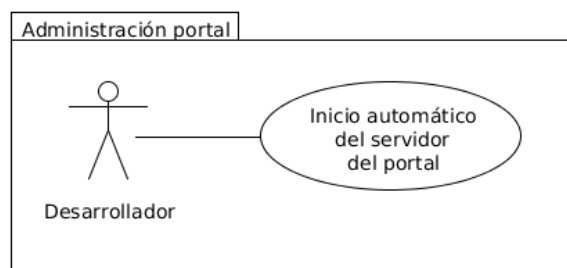 Administración portal
Inicio automático
del servidor
del portal
Desarrollador